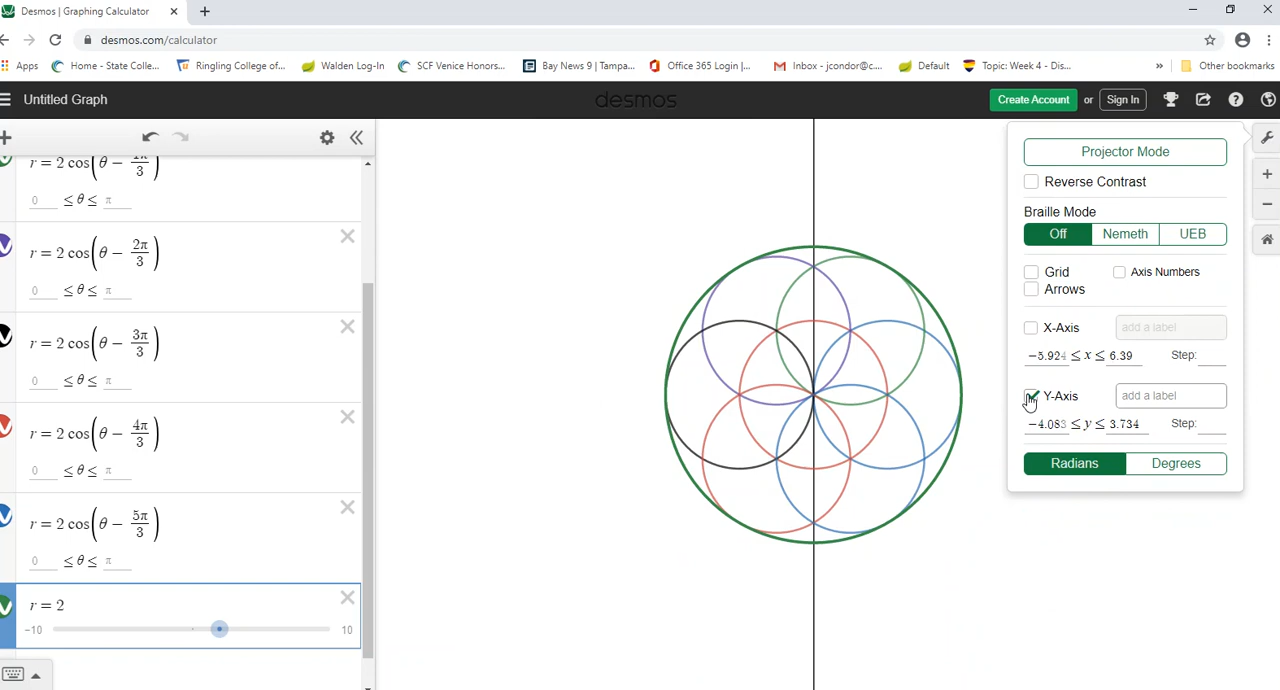 Desmos | Graphing Calculator
desmos.com/calculator
Apps Home - State Colle... Ringling College of... Walden Log-In SCF Venice Honors... Bay News 9 | Tampa... Office 365 Login |... Inbox - jcondor@c... Default Topic: Week 4 - Dis... » Other bookmarks
Untitled Graph desmos Create Account or Sign In
r = 2 cos(θ − 1π/3)
0 ≤ θ ≤ π
r = 2 cos(θ − 2π/3)
0 ≤ θ ≤ π
r = 2 cos(θ − 3π/3)
0 ≤ θ ≤ π
r = 2 cos(θ − 4π/3)
0 ≤ θ ≤ π
r = 2 cos(θ − 5π/3)
0 ≤ θ ≤ π
r = 2
-10 10
Projector Mode
Reverse Contrast
Braille Mode
Off Nemeth UEB
Grid Axis Numbers
Arrows
X-Axis add a label
−5.924 ≤ x ≤ 6.39 Step:
Y-Axis add a label
−4.083 ≤ y ≤ 3.734 Step:
Radians Degrees